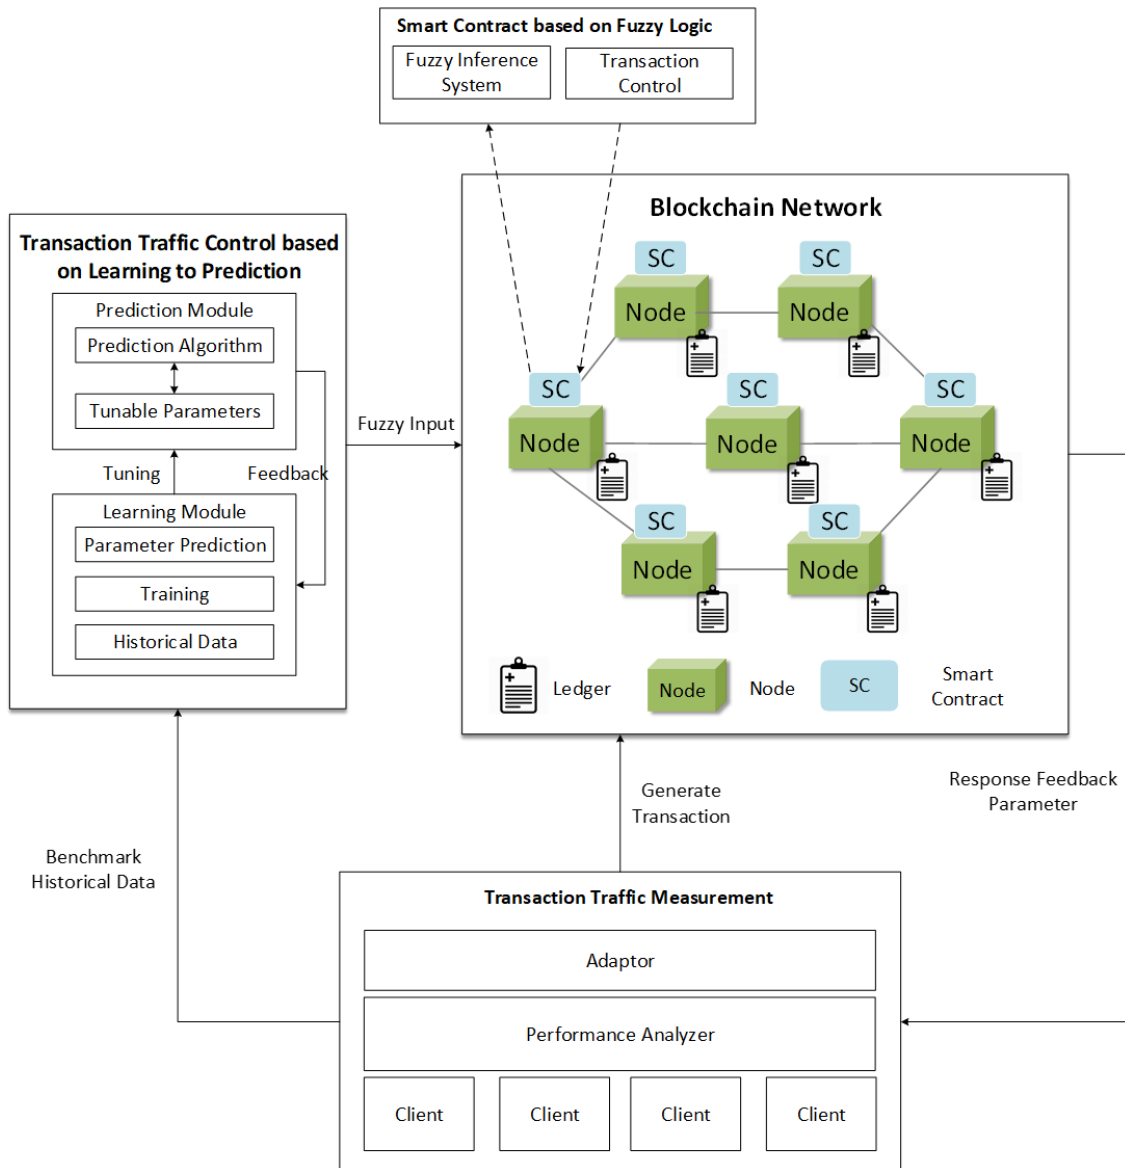 Smart Contract based on Fuzzy Logic
Fuzzy Inference
System
Transaction
Control
Blockchain Network
SC
SC
Node
Node
SC
SC
SC
Node
Node
Node
SC
SC
Node
Node
Ledger
Node
Node
SC
Smart
Contract
Transaction Traffic Control based
on Learning to Prediction
Prediction Module
Prediction Algorithm
Tunable Parameters
Tuning
Feedback
Learning Module
Parameter Prediction
Training
Historical Data
Fuzzy Input
Generate
Transaction
Response Feedback
Parameter
Benchmark
Historical Data
Transaction Traffic Measurement
Adaptor
Performance Analyzer
Client
Client
Client
Client